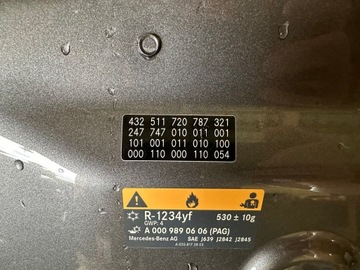 432 511 720 787 321
247 747 010 011 001
101 001 011 010 100
000 110 000 110 054
R-1234yf 530 ± 10g
GWP: 4
A 000 989 06 06 (PAG)
Mercedes-Benz AG SAE J639 J2842 J2845